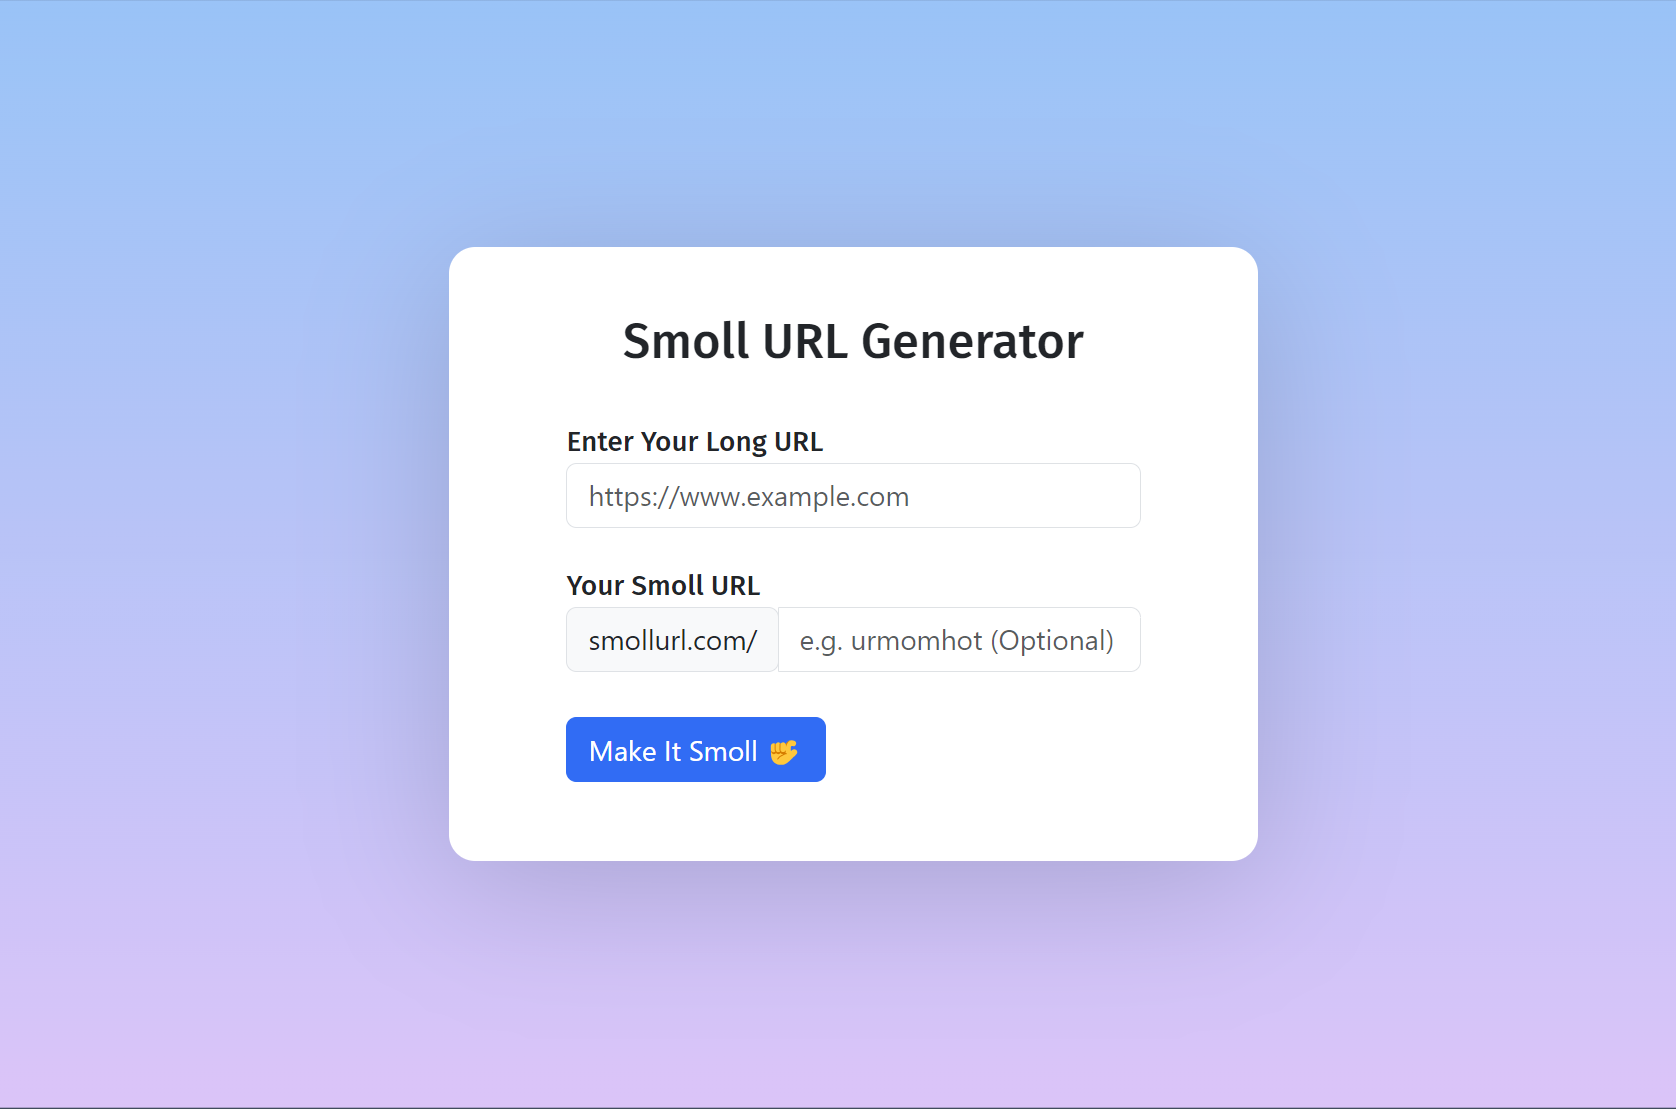 Smoll URL Generator
Enter Your Long URL
https://www.example.com
Your Smoll URL
smollurl.com/ e.g. urmomhot (Optional)
Make It Smoll 🤏